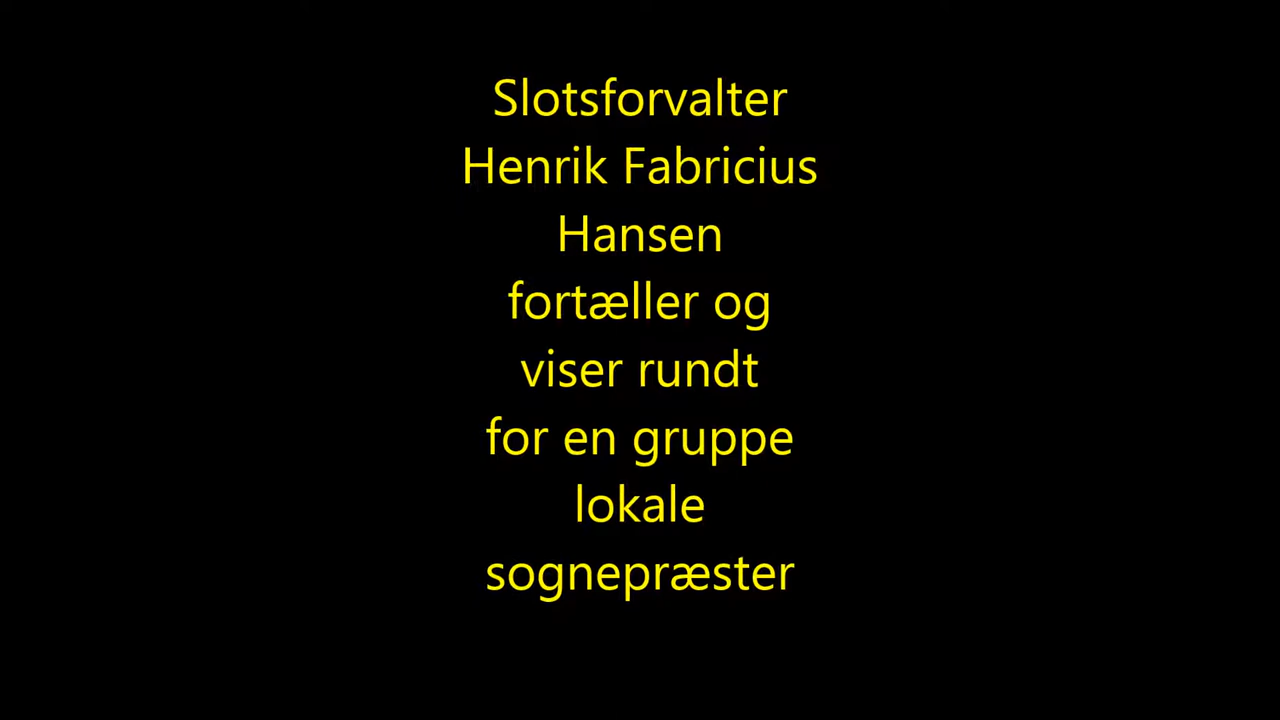 Slotsforvalter
Henrik Fabricius
Hansen
fortæller og
viser rundt
for en gruppe
lokale
sognepræster